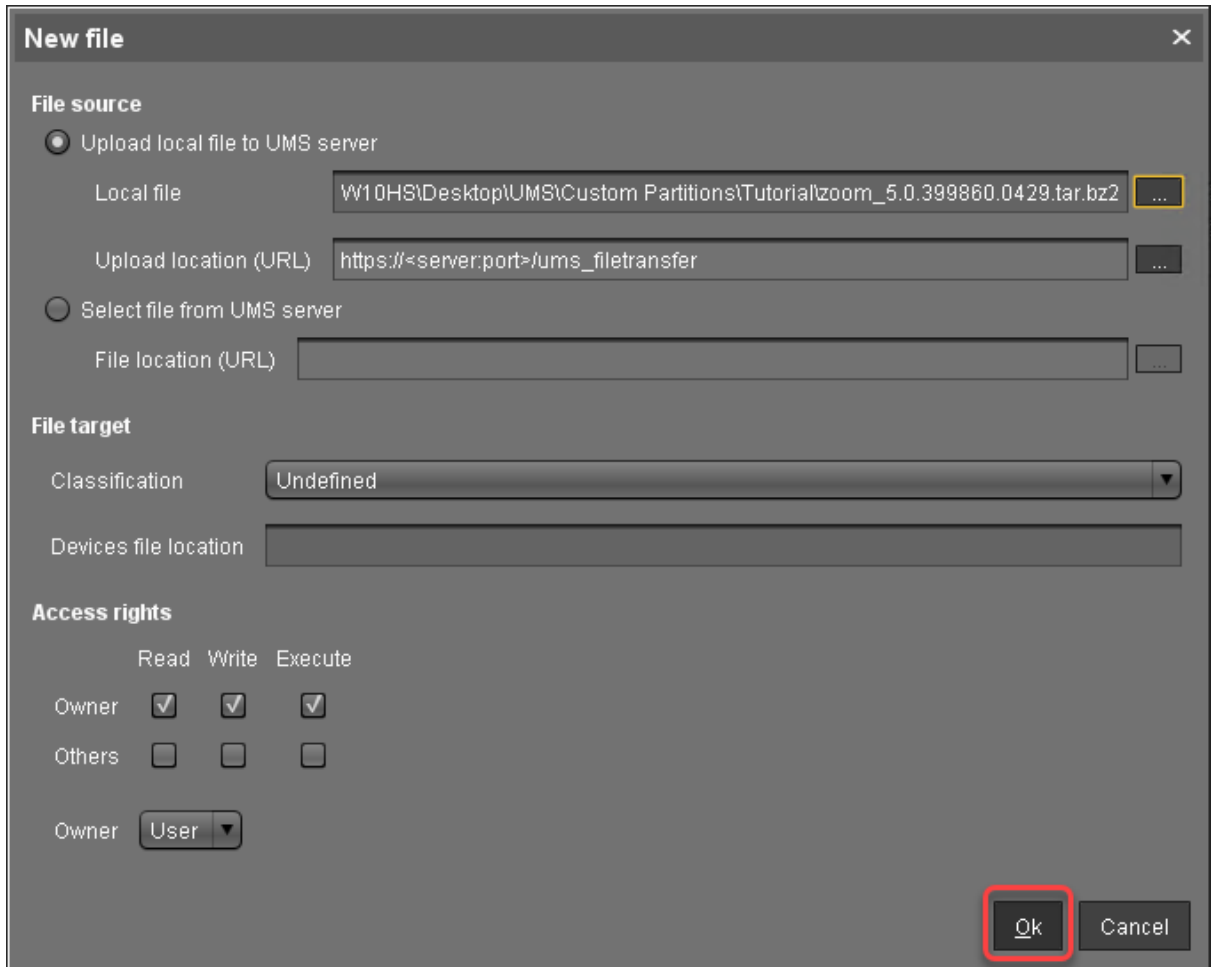 New file
File source
Upload local file to UMS server
Local file W10HS\Desktop\UMS\Custom Partitions\Tutorial\zoom_5.0.399860.0429.tar.bz2 ...
Upload location (URL) https://<server:port>/ums_filetransfer ...
Select file from UMS server
File location (URL) ...
File target
Classification Undefined
Devices file location
Access rights
Read Write Execute
Owner
Others
Owner User
Ok Cancel